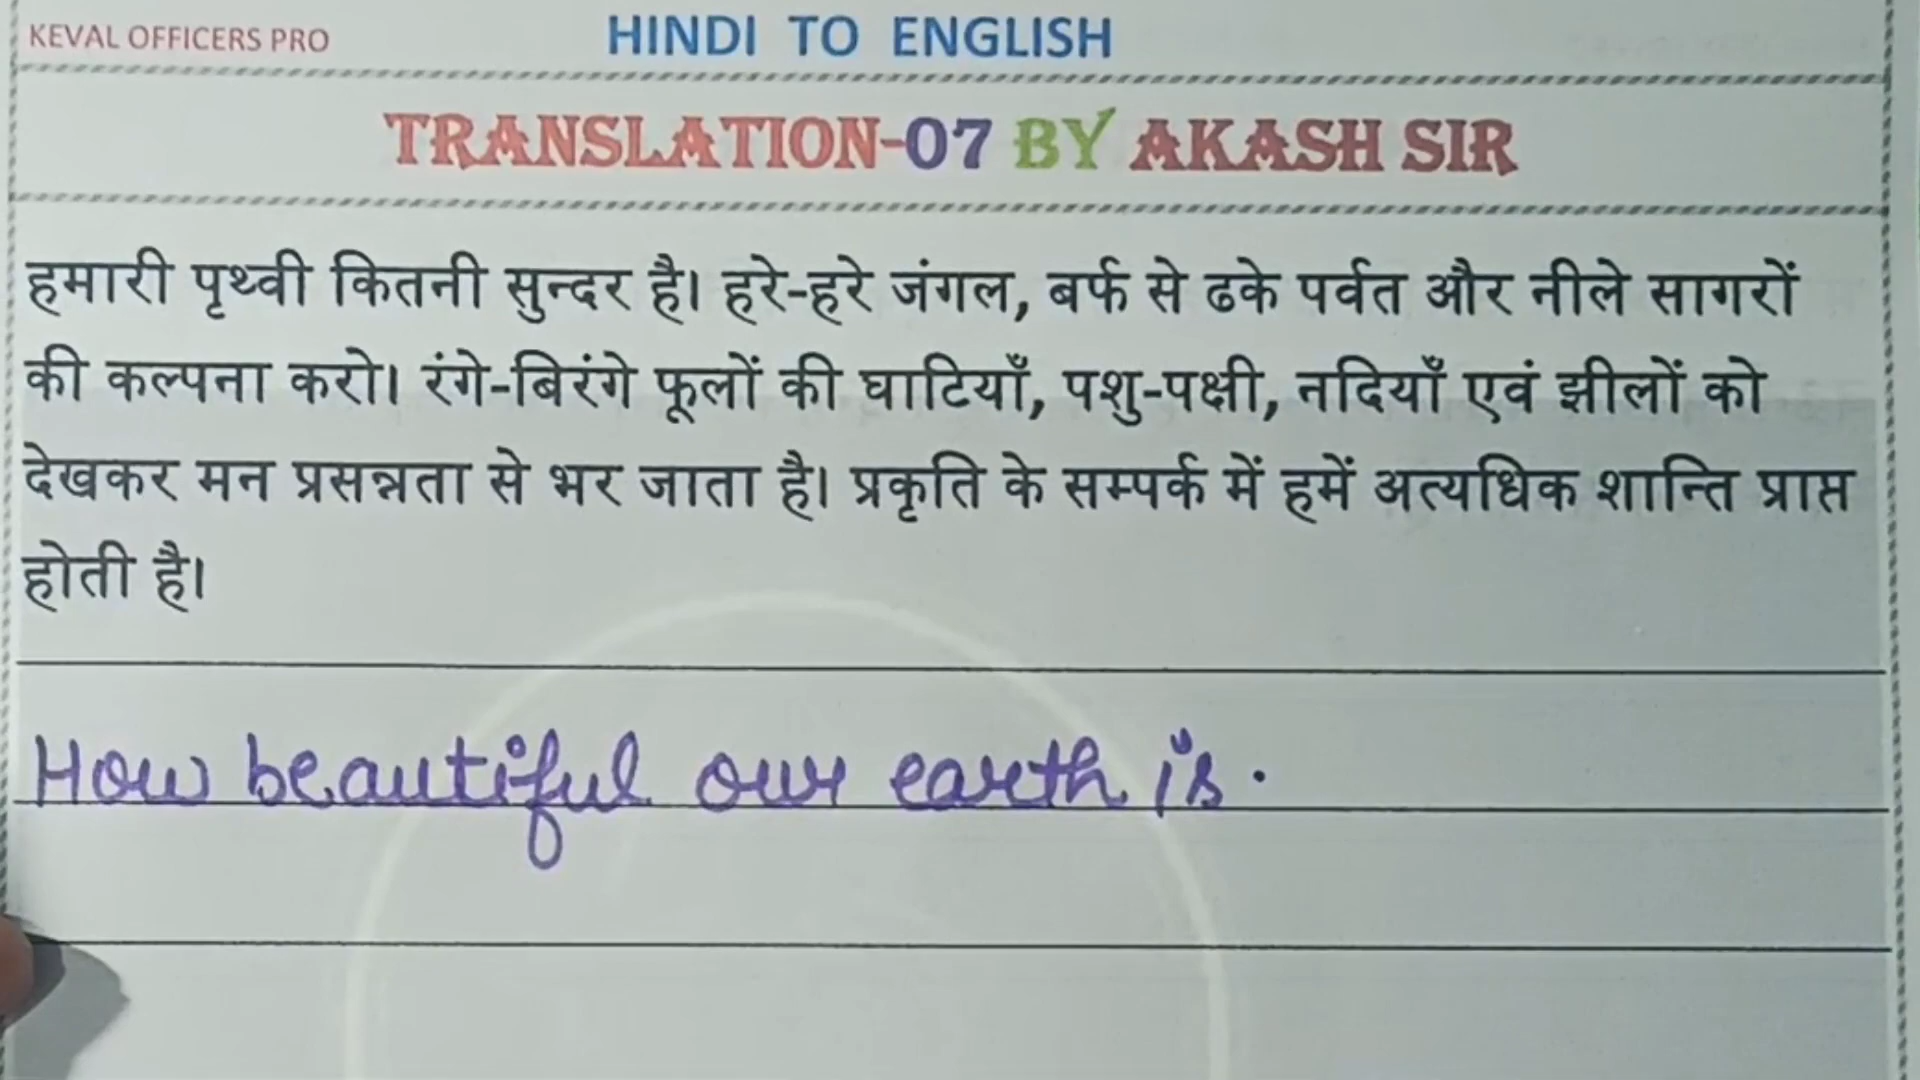 KEVAL OFFICERS PRO
HINDI TO ENGLISH
TRANSLATION-07 BY AKASH SIR
हमारी पृथ्वी कितनी सुन्दर है। हरे-हरे जंगल, बर्फ से ढके पर्वत और नीले सागरों
की कल्पना करो। रंगे-बिरंगे फूलों की घाटियाँ, पशु-पक्षी, नदियाँ एवं झीलों को
देखकर मन प्रसन्नता से भर जाता है। प्रकृति के सम्पर्क में हमें अत्यधिक शान्ति प्राप्त
होती है।
How beautiful our earth is.